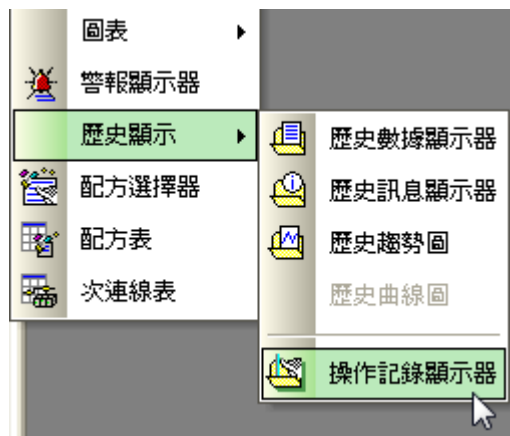 圖表
警報顯示器
歷史顯示
配方選擇器
配方表
次連線表
歷史數據顯示器
歷史訊息顯示器
歷史趨勢圖
歷史曲線圖
操作記錄顯示器